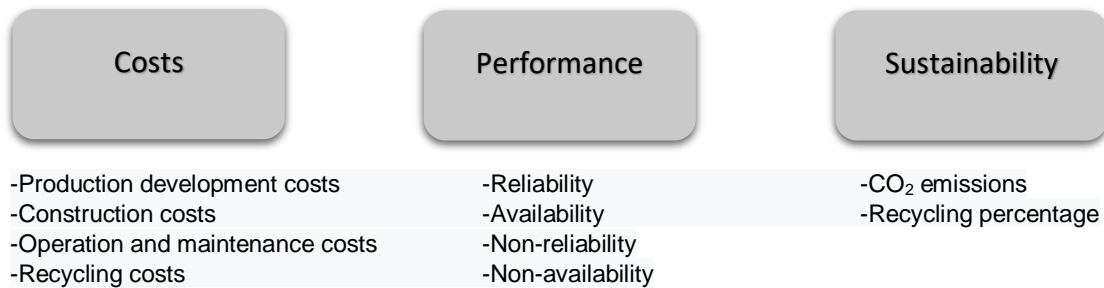 Costs
Performance
Sustainability
-Production development costs
-Construction costs
-Operation and maintenance costs
-Recycling costs
-Reliability
-Availability
-Non-reliability
-Non-availability
-CO₂ emissions
-Recycling percentage